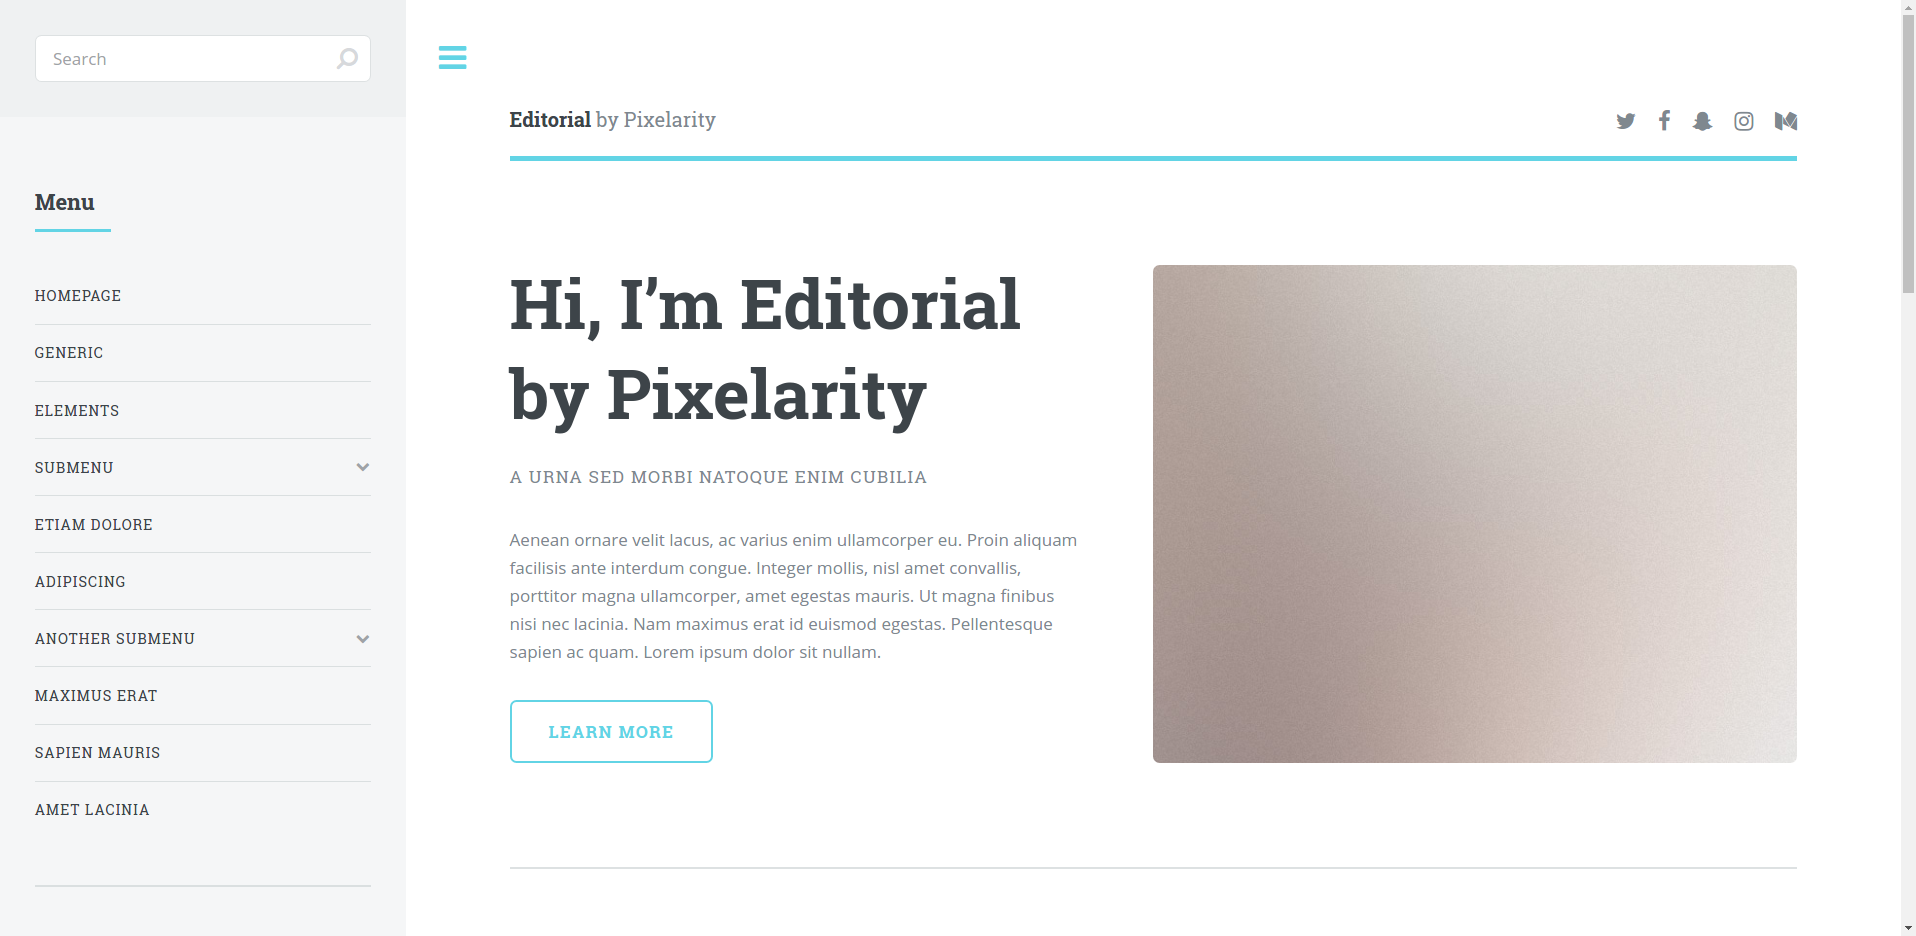 Search
Menu
HOMEPAGE
GENERIC
ELEMENTS
SUBMENU
ETIAM DOLORE
ADIPISCING
ANOTHER SUBMENU
MAXIMUS ERAT
SAPIEN MAURIS
AMET LACINIA
Editorial by Pixelarity
Hi, I’m Editorial
by Pixelarity
A URNA SED MORBI NATOQUE ENIM CUBILIA
Aenean ornare velit lacus, ac varius enim ullamcorper eu. Proin aliquam
facilisis ante interdum congue. Integer mollis, nisl amet convallis,
porttitor magna ullamcorper, amet egestas mauris. Ut magna finibus
nisi nec lacinia. Nam maximus erat id euismod egestas. Pellentesque
sapien ac quam. Lorem ipsum dolor sit nullam.
LEARN MORE